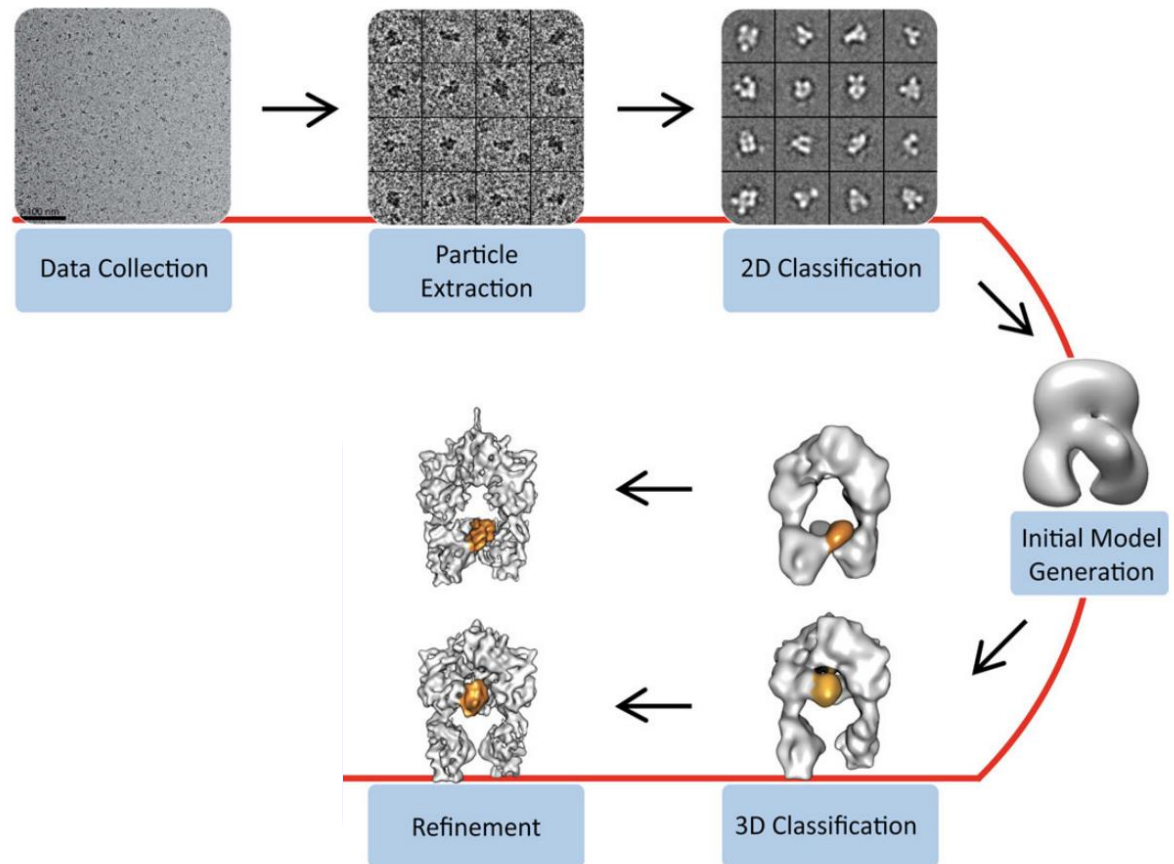 100 nm
Data Collection
Particle
Extraction
2D Classification
Initial Model
Generation
Refinement
3D Classification